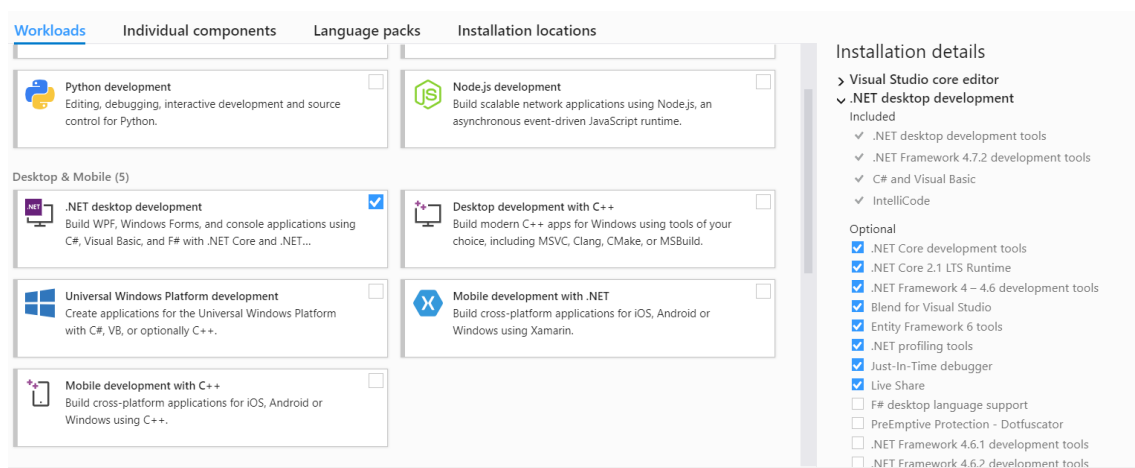 Workloads
Individual components
Language packs
Installation locations
Python development
Editing, debugging, interactive development and source
control for Python.
Node.js development
Build scalable network applications using Node.js, an
asynchronous event-driven JavaScript runtime.
Desktop & Mobile (5)
.NET
.NET desktop development
Build WPF, Windows Forms, and console applications using
C#, Visual Basic, and F# with .NET Core and .NET...
Desktop development with C++
Build modern C++ apps for Windows using tools of your
choice, including MSVC, Clang, CMake, or MSBuild.
Universal Windows Platform development
Create applications for the Universal Windows Platform
with C#, VB, or optionally C++.
Mobile development with .NET
Build cross-platform applications for iOS, Android or
Windows using Xamarin.
Mobile development with C++
Build cross-platform applications for iOS, Android or
Windows using C++.
Installation details
Visual Studio core editor
.NET desktop development
Included
.NET desktop development tools
.NET Framework 4.7.2 development tools
C# and Visual Basic
IntelliCode
Optional
.NET Core development tools
.NET Core 2.1 LTS Runtime
.NET Framework 4 – 4.6 development tools
Blend for Visual Studio
Entity Framework 6 tools
.NET profiling tools
Just-In-Time debugger
Live Share
F# desktop language support
PreEmptive Protection - Dotfuscator
.NET Framework 4.6.1 development tools
.NET Framework 4.6.2 development tools